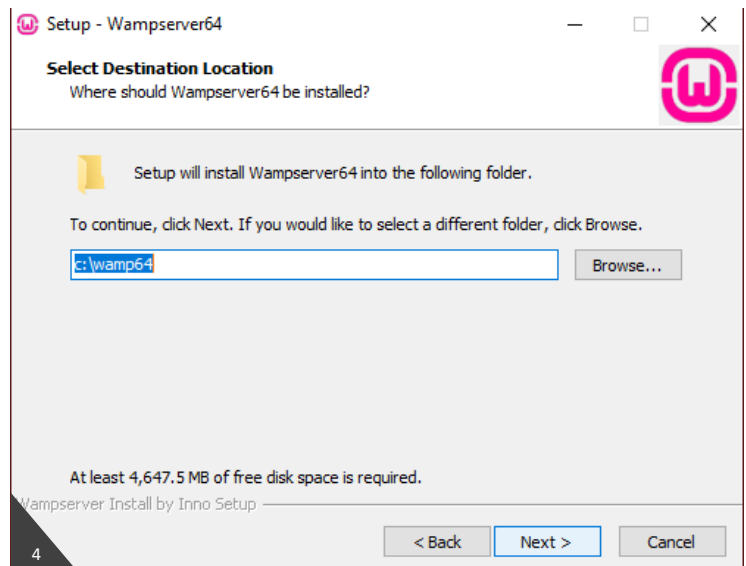 Setup - Wampserver64
Select Destination Location
Where should Wampserver64 be installed?
Setup will install Wampserver64 into the following folder.
To continue, click Next. If you would like to select a different folder, click Browse.
c:\wamp64
Browse...
At least 4,647.5 MB of free disk space is required.
Wampserver Install by Inno Setup
< Back
Next >
Cancel
4